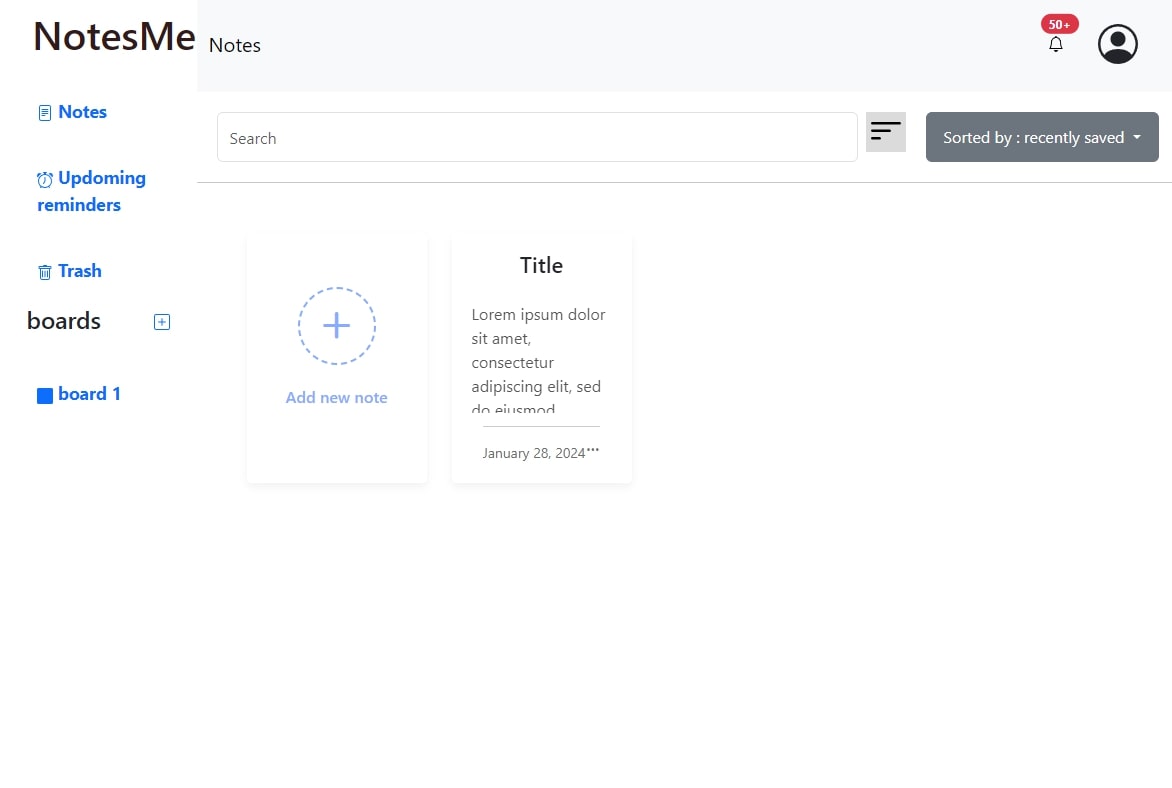 NotesMe
Notes
50+
Notes
Updoming
reminders
Trash
boards
board 1
Search
Sorted by : recently saved
Add new note
Title
Lorem ipsum dolor
sit amet,
consectetur
adipiscing elit, sed
do eiusmod
January 28, 2024